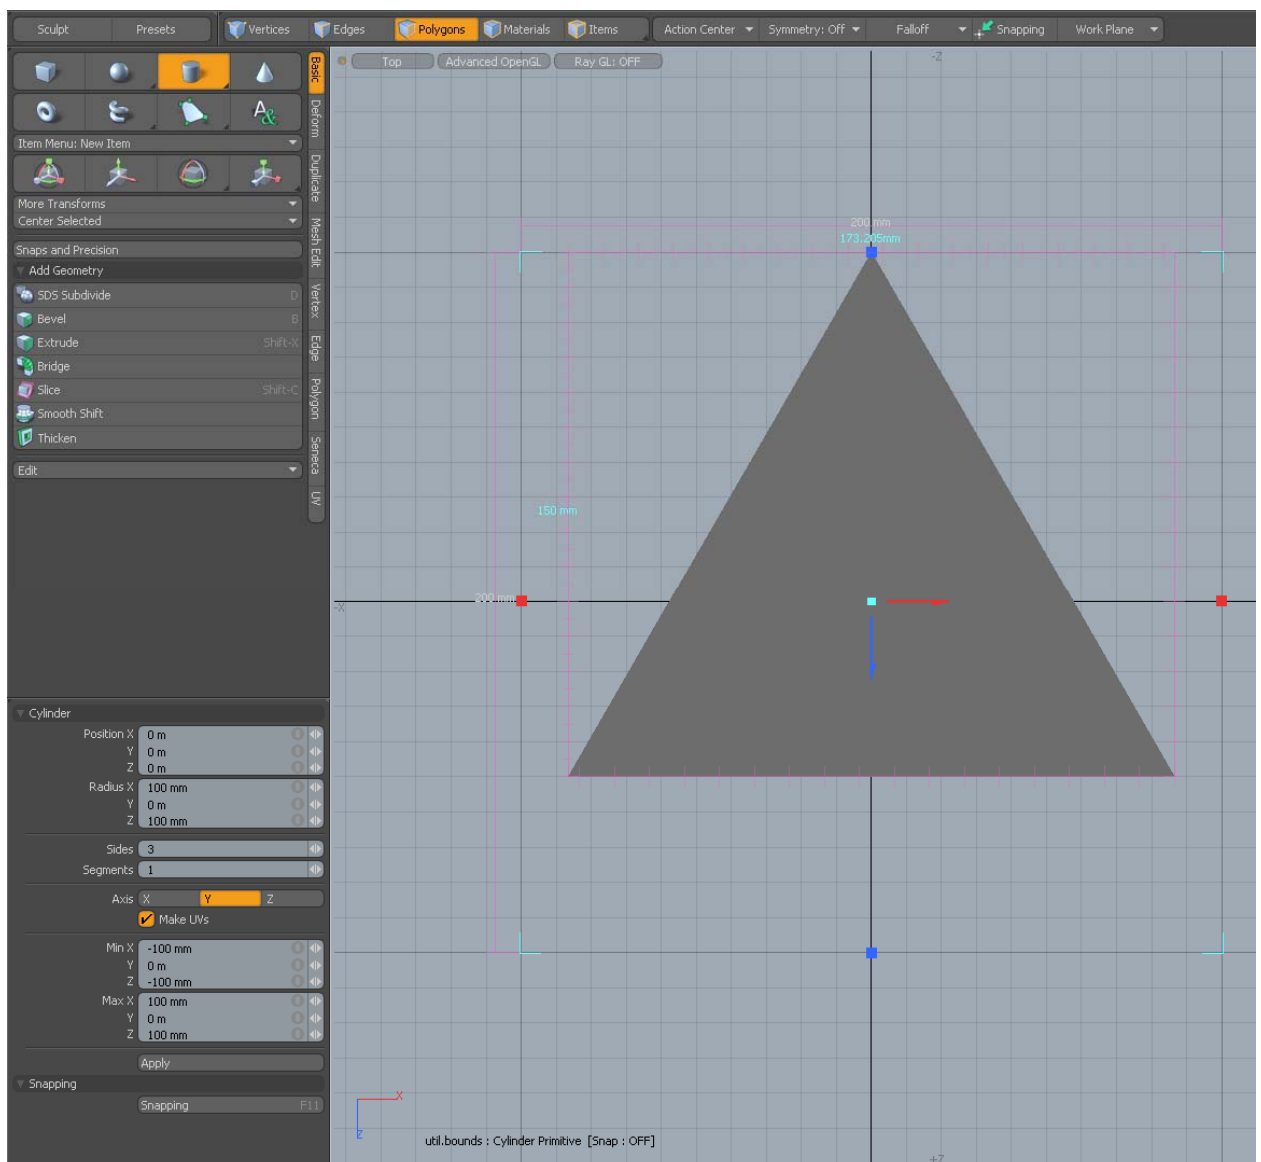 Sculpt Presets Vertices Edges Polygons Materials Items Action Center Symmetry: Off Falloff Snapping Work Plane
Top Advanced OpenGL Ray GL: OFF
-Z
Basic
Deform
Duplicate
Mesh Edit
Vertex
Edge
Polygon
Seneca
UV
A&
Item Menu: New Item
More Transforms
Center Selected
Snaps and Precision
Add Geometry
SDS Subdivide D
Bevel B
Extrude Shift-X
Bridge
Slice Shift-C
Smooth Shift
Thicken
Edit
200 mm
173.205mm
150 mm
200 mm
-X
Cylinder
Position X 0 m
Y 0 m
Z 0 m
Radius X 100 mm
Y 0 m
Z 100 mm
Sides 3
Segments 1
Axis X Y Z
Make UVs
Min X -100 mm
Y 0 m
Z -100 mm
Max X 100 mm
Y 0 m
Z 100 mm
Apply
Snapping
Snapping F11
X
Z
util.bounds : Cylinder Primitive [Snap : OFF]
+Z